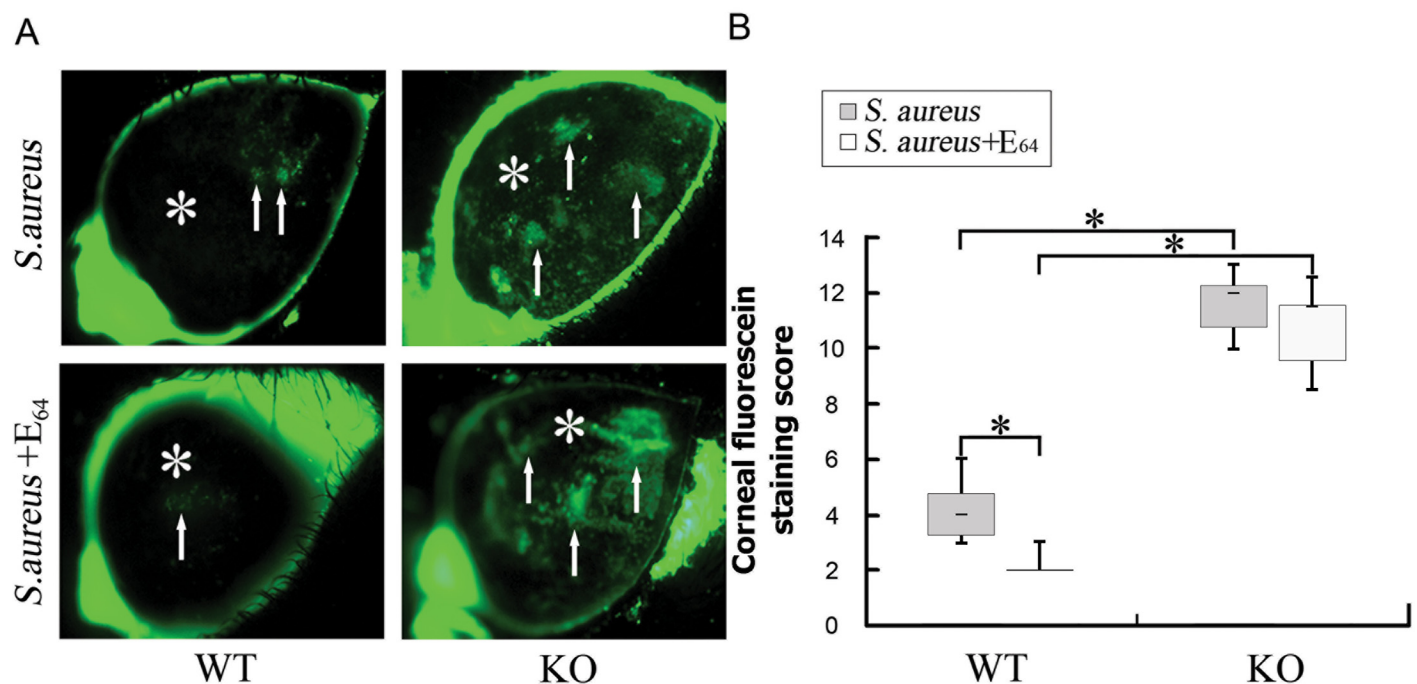 A
B
S.aureus
S.aureus+E64
WT
KO
S. aureus
S. aureus+E64
Corneal fluorescein
staining score
14
12
10
8
6
4
2
0
*
*
*
*
*
*
*
WT
KO